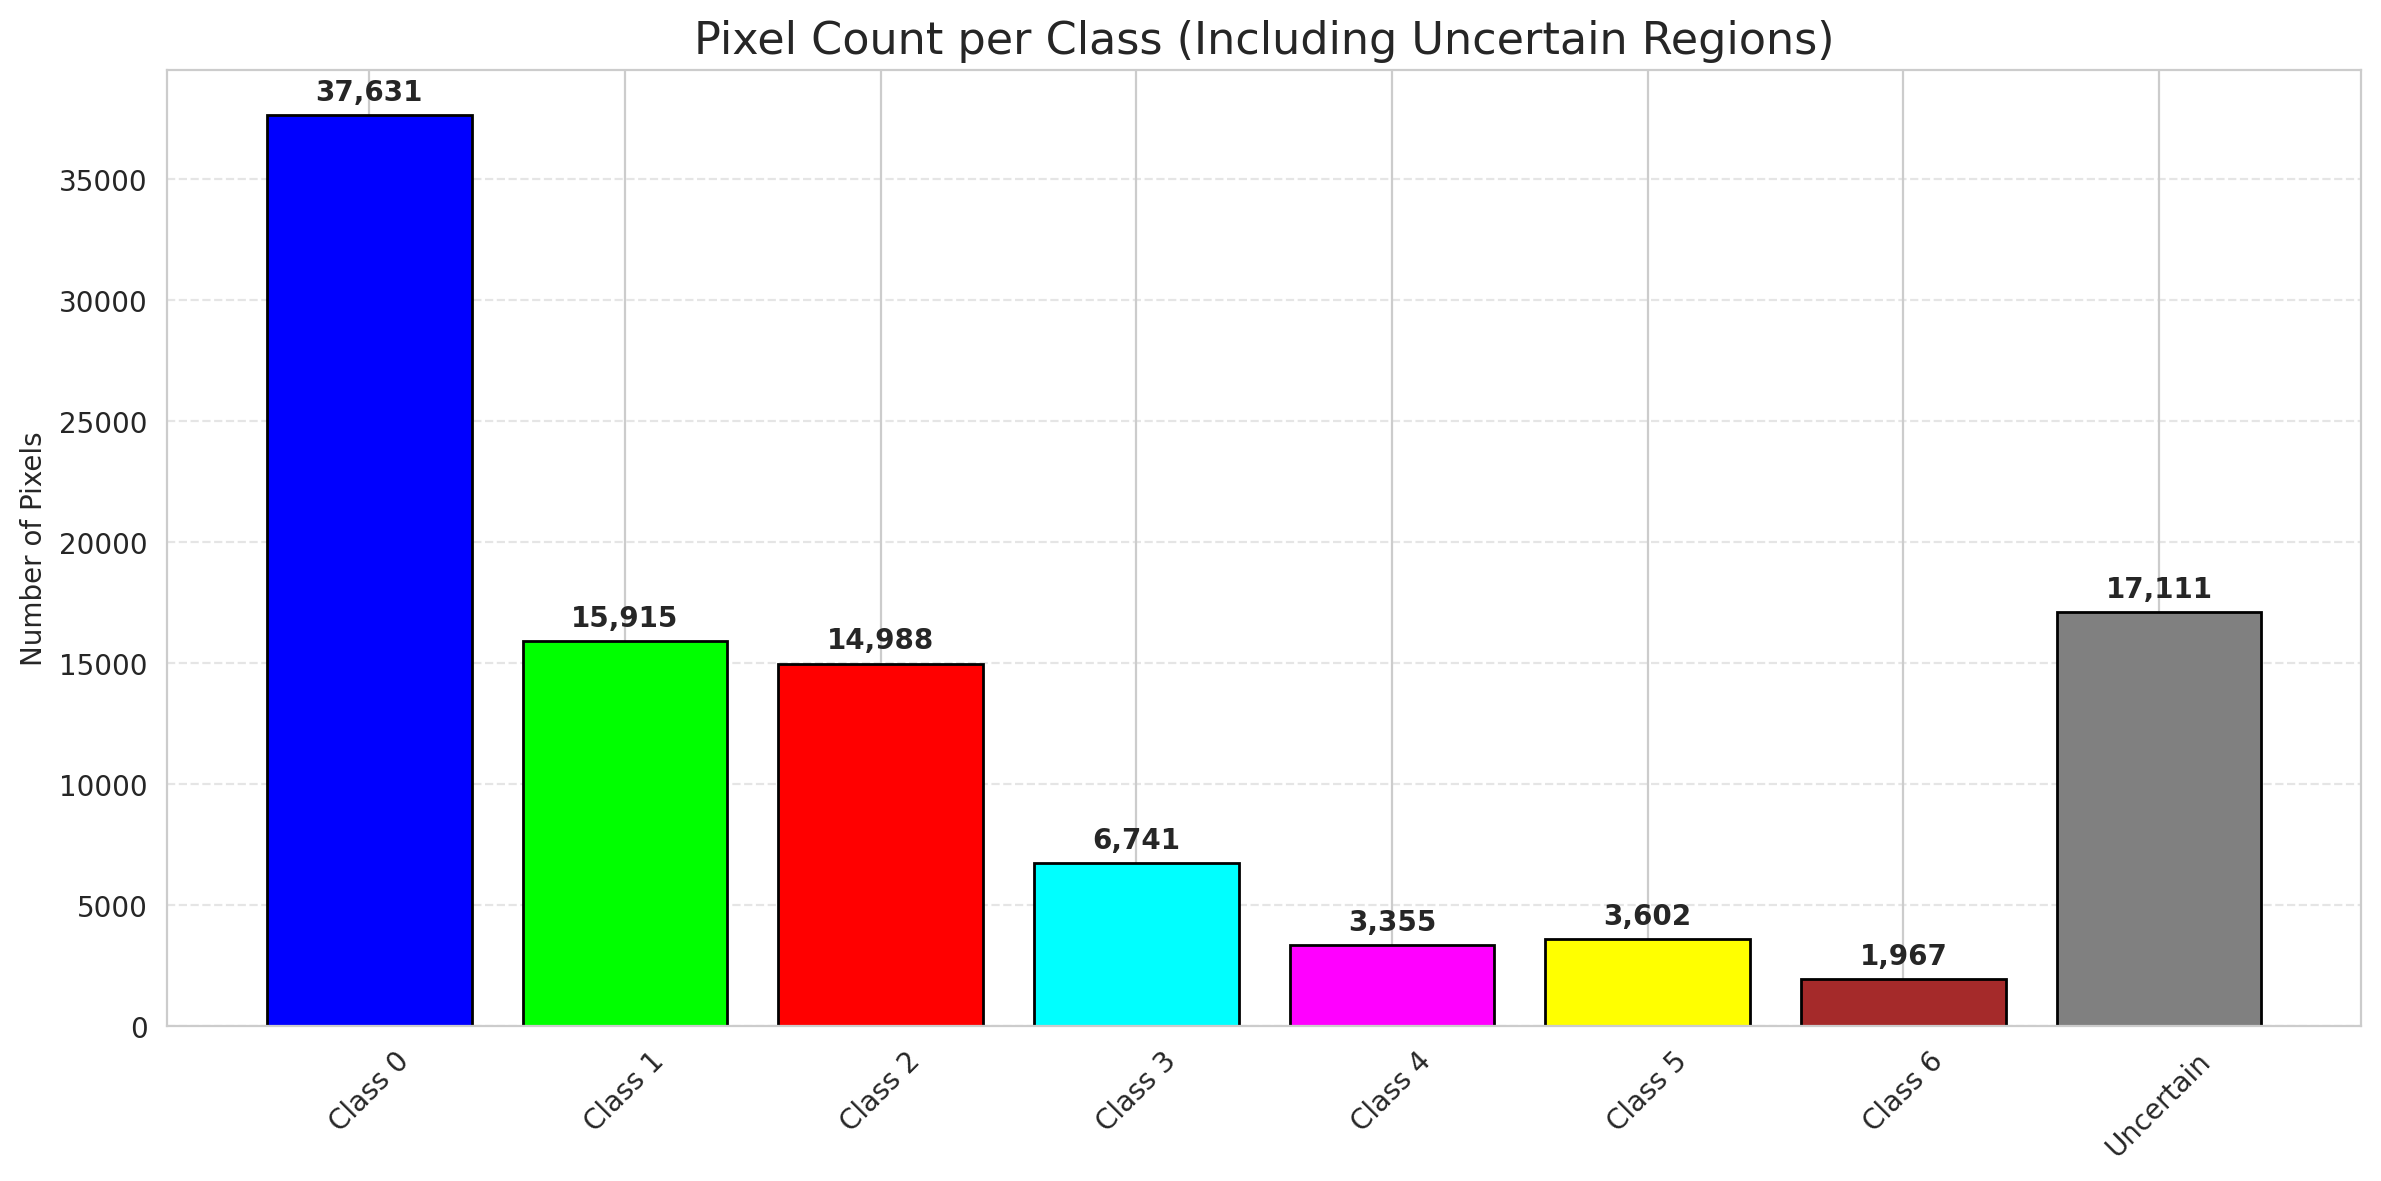 Pixel Count per Class (Including Uncertain Regions)
Number of Pixels
35000
30000
25000
20000
15000
10000
5000
0
37,631
15,915
14,988
6,741
3,355
3,602
1,967
17,111
Class 0
Class 1
Class 2
Class 3
Class 4
Class 5
Class 6
Uncertain